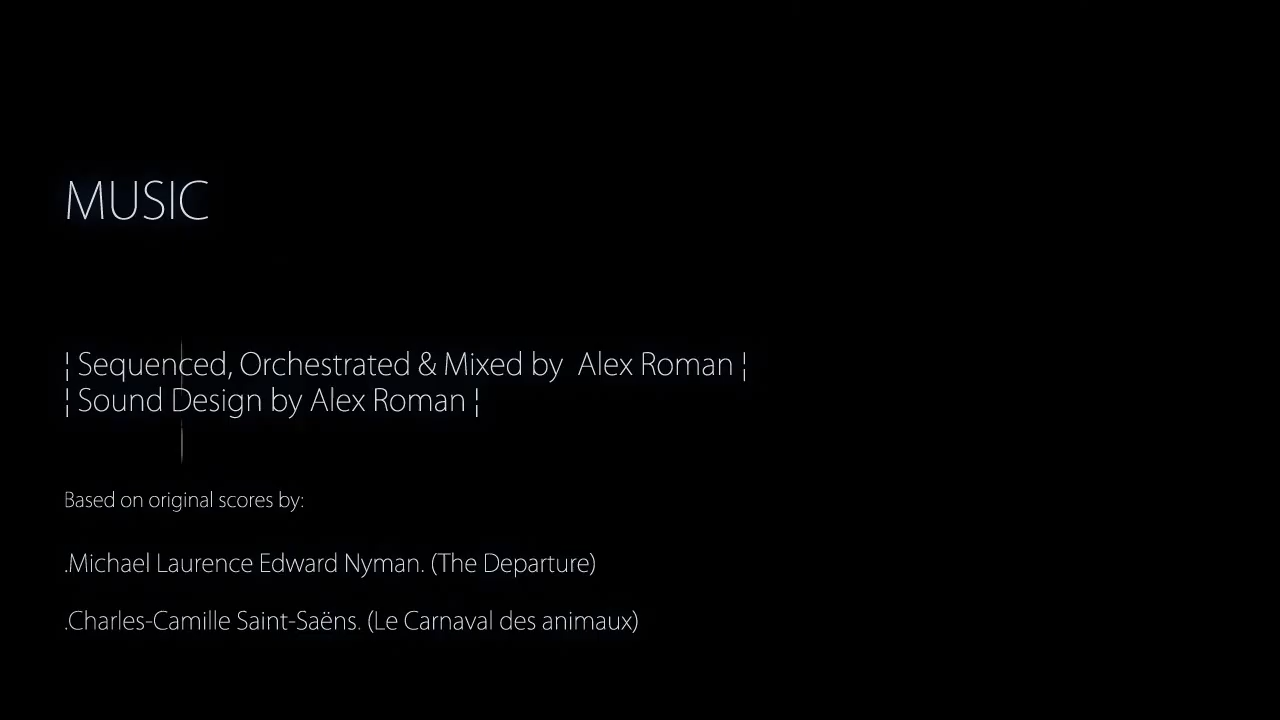 MUSIC
¦ Sequenced, Orchestrated & Mixed by  Alex Roman ¦
¦ Sound Design by Alex Roman ¦
Based on original scores by:
.Michael Laurence Edward Nyman. (The Departure)
.Charles-Camille Saint-Saëns. (Le Carnaval des animaux)